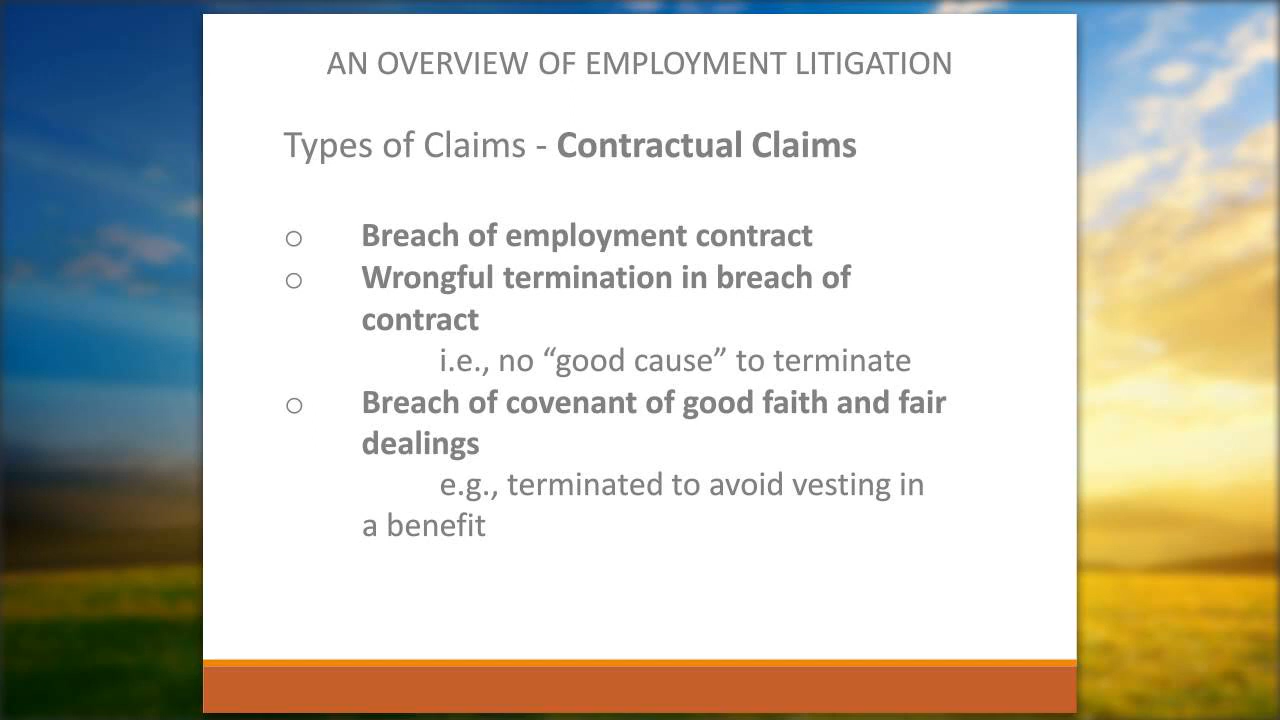 AN OVERVIEW OF EMPLOYMENT LITIGATION
Types of Claims - Contractual Claims
○ Breach of employment contract
○ Wrongful termination in breach of
contract
i.e., no “good cause” to terminate
○ Breach of covenant of good faith and fair
dealings
e.g., terminated to avoid vesting in
a benefit